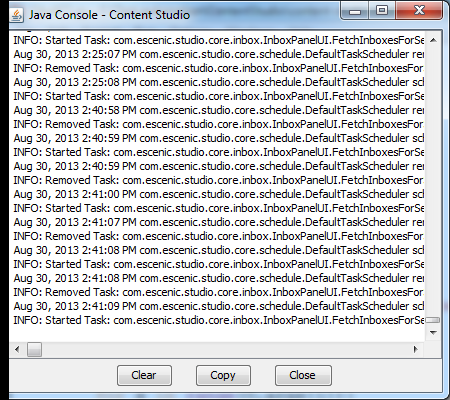 Java Console - Content Studio
INFO: Started Task: com.escenic.studio.core.inbox.InboxPanelUI.FetchInboxesForSe
Aug 30, 2013 2:25:07 PM com.escenic.studio.core.schedule.DefaultTaskScheduler re
INFO: Removed Task: com.escenic.studio.core.inbox.InboxPanelUI.FetchInboxesForSe
Aug 30, 2013 2:25:08 PM com.escenic.studio.core.schedule.DefaultTaskScheduler sc
INFO: Started Task: com.escenic.studio.core.inbox.InboxPanelUI.FetchInboxesForSe
Aug 30, 2013 2:40:58 PM com.escenic.studio.core.schedule.DefaultTaskScheduler re
INFO: Removed Task: com.escenic.studio.core.inbox.InboxPanelUI.FetchInboxesForSe
Aug 30, 2013 2:40:59 PM com.escenic.studio.core.schedule.DefaultTaskScheduler sc
INFO: Started Task: com.escenic.studio.core.inbox.InboxPanelUI.FetchInboxesForSe
Aug 30, 2013 2:40:59 PM com.escenic.studio.core.schedule.DefaultTaskScheduler re
INFO: Removed Task: com.escenic.studio.core.inbox.InboxPanelUI.FetchInboxesForSe
Aug 30, 2013 2:41:00 PM com.escenic.studio.core.schedule.DefaultTaskScheduler sc
INFO: Started Task: com.escenic.studio.core.inbox.InboxPanelUI.FetchInboxesForSe
Aug 30, 2013 2:41:07 PM com.escenic.studio.core.schedule.DefaultTaskScheduler re
INFO: Removed Task: com.escenic.studio.core.inbox.InboxPanelUI.FetchInboxesForSe
Aug 30, 2013 2:41:08 PM com.escenic.studio.core.schedule.DefaultTaskScheduler sc
INFO: Started Task: com.escenic.studio.core.inbox.InboxPanelUI.FetchInboxesForSe
Aug 30, 2013 2:41:08 PM com.escenic.studio.core.schedule.DefaultTaskScheduler re
INFO: Removed Task: com.escenic.studio.core.inbox.InboxPanelUI.FetchInboxesForSe
Aug 30, 2013 2:41:09 PM com.escenic.studio.core.schedule.DefaultTaskScheduler sc
INFO: Started Task: com.escenic.studio.core.inbox.InboxPanelUI.FetchInboxesForSe
Clear Copy Close